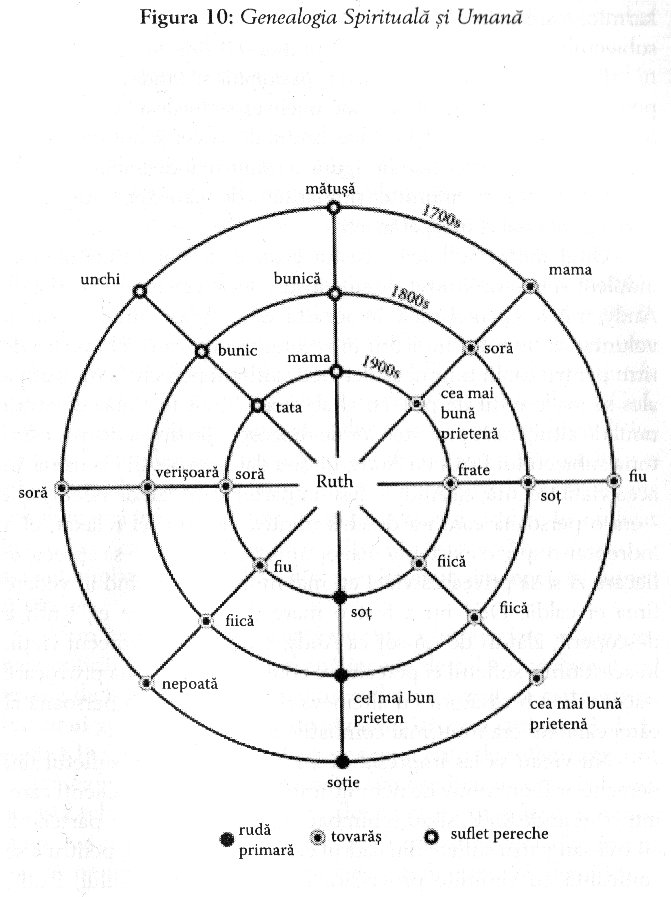 Figura 10: Genealogia Spirituală și Umană
mătușă
1700s
mama
unchi
bunică
1800s
bunic
soră
mama
1900s
tata
cea mai
bună
prietenă
soră
verișoară
soră
Ruth
frate
soț
fiu
fiu
fiică
soț
fiică
fiică
nepoată
cel mai bun
prieten
cea mai bună
prietenă
soție
rudă
primară
tovarăș
suflet pereche